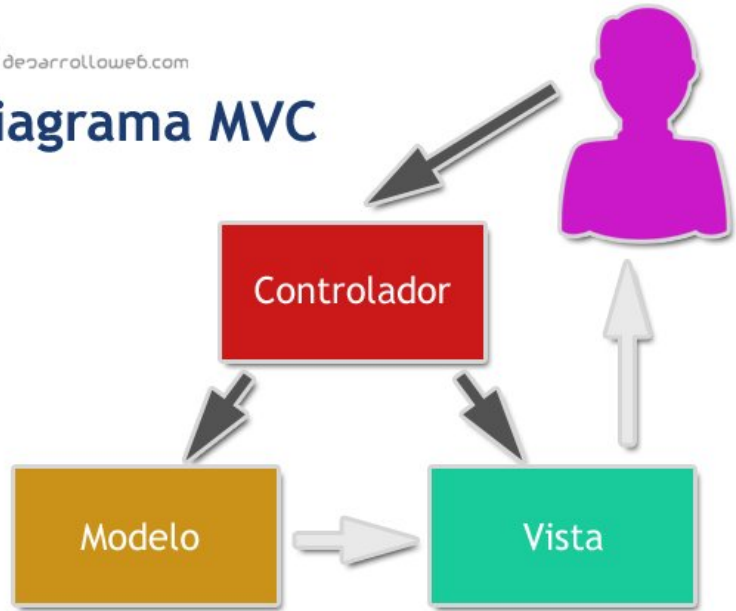 desarrolloweb.com
iagrama MVC
Controlador
Modelo
Vista